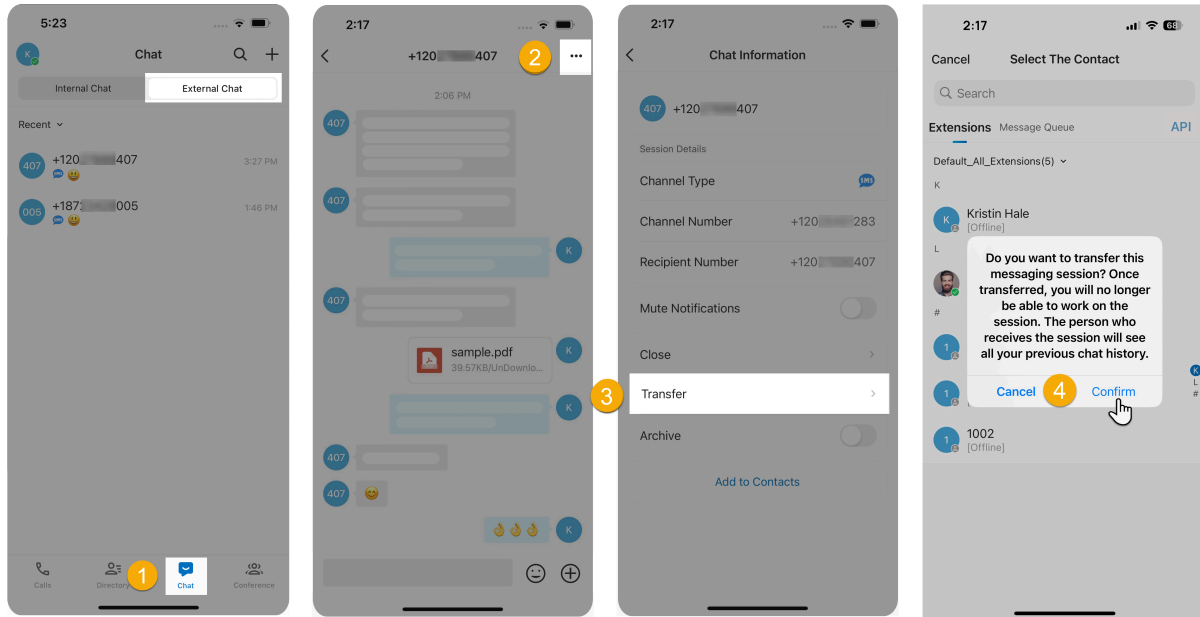 5:23
K
Chat
Internal Chat
External Chat
Recent
407
+120 407
3:27 PM
SMS
005
+187 005
1:46 PM
SMS
Calls
Directory
1
Chat
Conference
2:17
+120 407
2
2:06 PM
407
407
K
407
sample.pdf
39.57KB/UnDownlo...
K
K
407
407
K
2:17
Chat Information
407
+120 407
Session Details
Channel Type
SMS
Channel Number
+120 283
Recipient Number
+120 407
Mute Notifications
Close
3
Transfer
Archive
Add to Contacts
2:17
68
Cancel
Select The Contact
Search
Extensions
Message Queue
API
Default_All_Extensions(5)
K
K
Kristin Hale
[Offline]
L
#
1
1
Do you want to transfer this
messaging session? Once
transferred, you will no longer
be able to work on the
session. The person who
receives the session will see
all your previous chat history.
Cancel
4
Confirm
K
L
#
1
1002
[Offline]